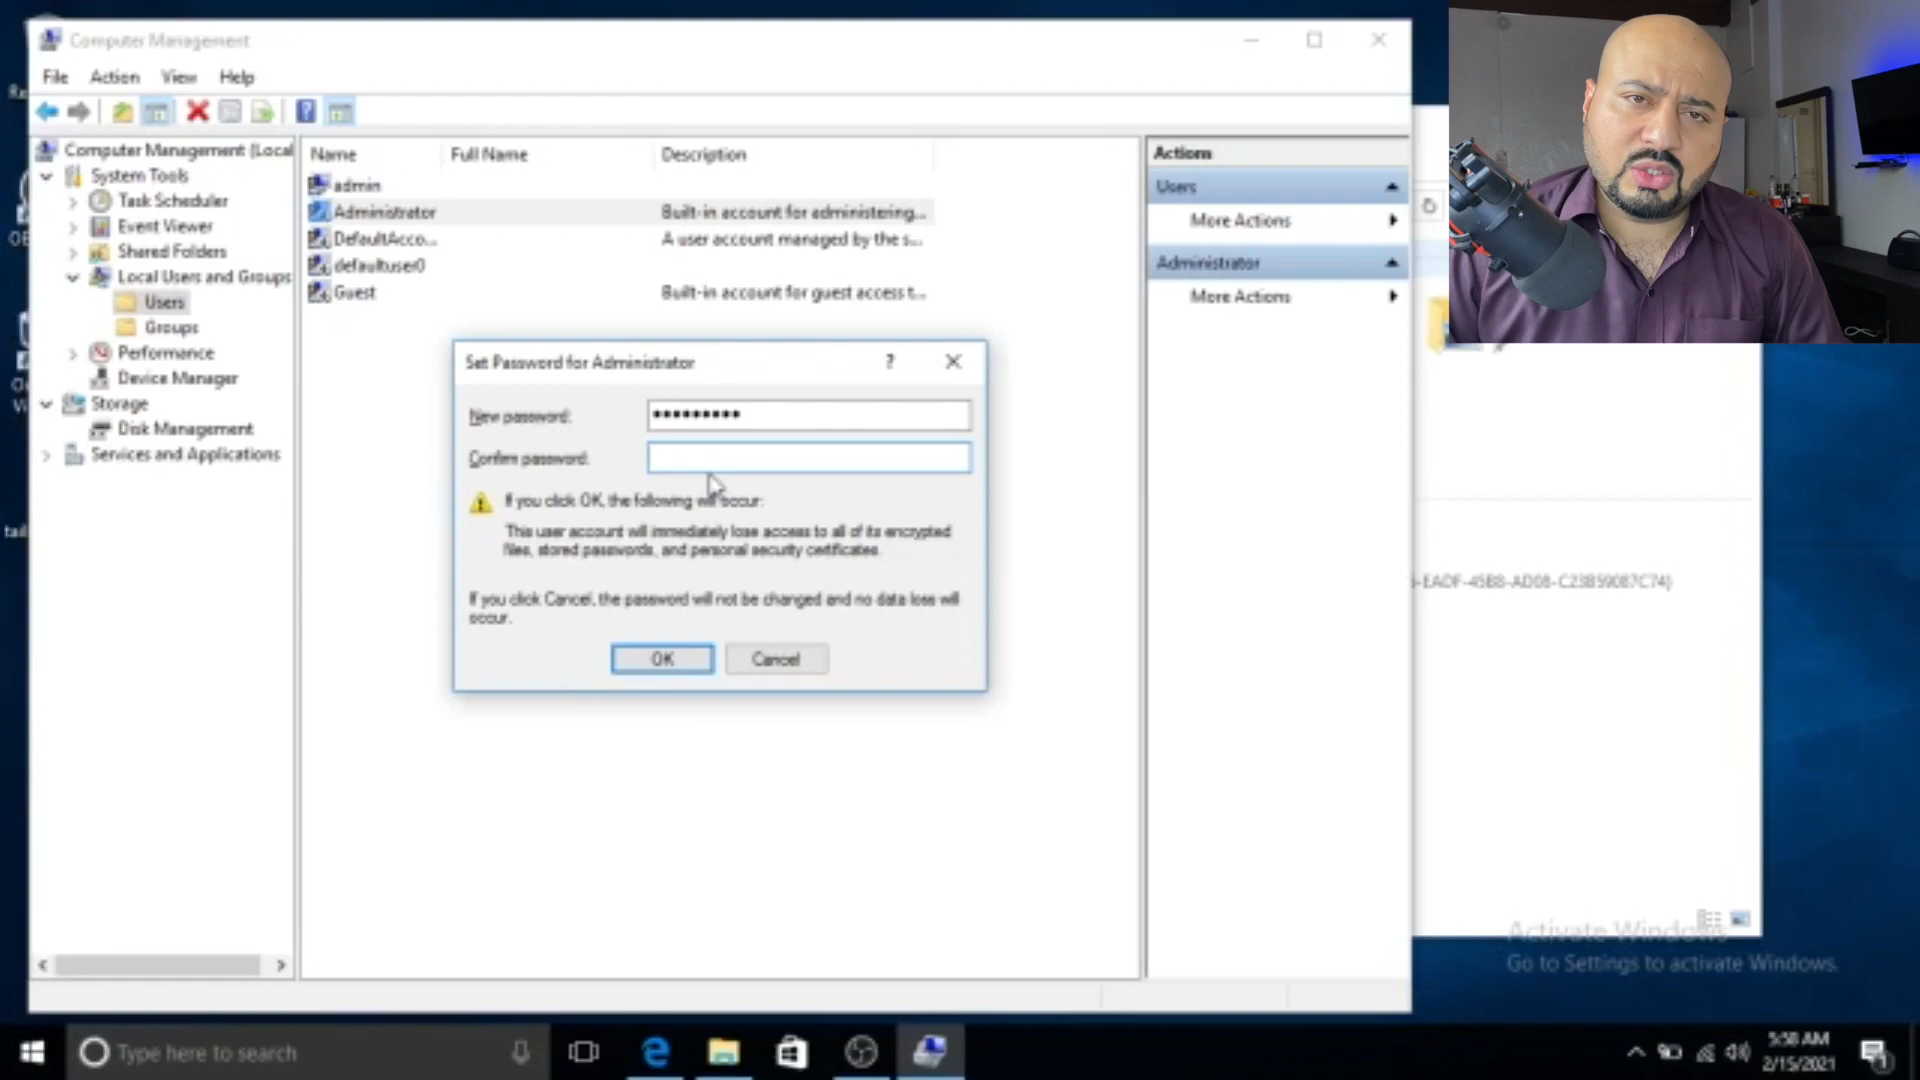 Computer Management
File Action View Help
Computer Management (Local
System Tools
Task Scheduler
Event Viewer
Shared Folders
Local Users and Groups
Users
Groups
Performance
Device Manager
Storage
Disk Management
Services and Applications
Name Full Name Description
admin
Administrator Built-in account for administering...
DefaultAcco... A user account managed by the s...
defaultuser0
Guest Built-in account for guest access t...
Actions
Users
More Actions
Administrator
More Actions
Set Password for Administrator
New password: •••••••••
Confirm password:
If you click OK, the following will occur:
This user account will immediately lose access to all of its encrypted
files, stored passwords, and personal security certificates.
If you click Cancel, the password will not be changed and no data loss will
occur.
OK Cancel
-EADF-45B8-AD08-C23B59087C74}
Activate Windows
Go to Settings to activate Windows.
Type here to search
5:58 AM
2/15/2021